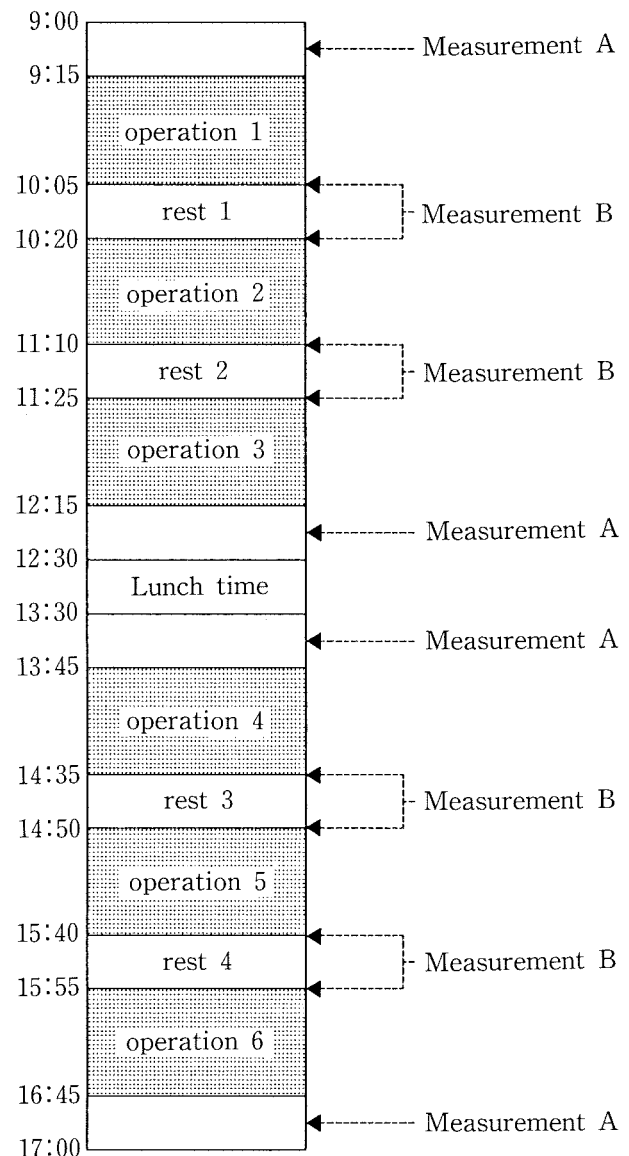 9:00
Measurement A
9:15
operation 1
10:05
rest 1
Measurement B
10:20
operation 2
11:10
rest 2
Measurement B
11:25
operation 3
12:15
Measurement A
12:30
Lunch time
13:30
Measurement A
13:45
operation 4
14:35
rest 3
Measurement B
14:50
operation 5
15:40
rest 4
Measurement B
15:55
operation 6
16:45
Measurement A
17:00